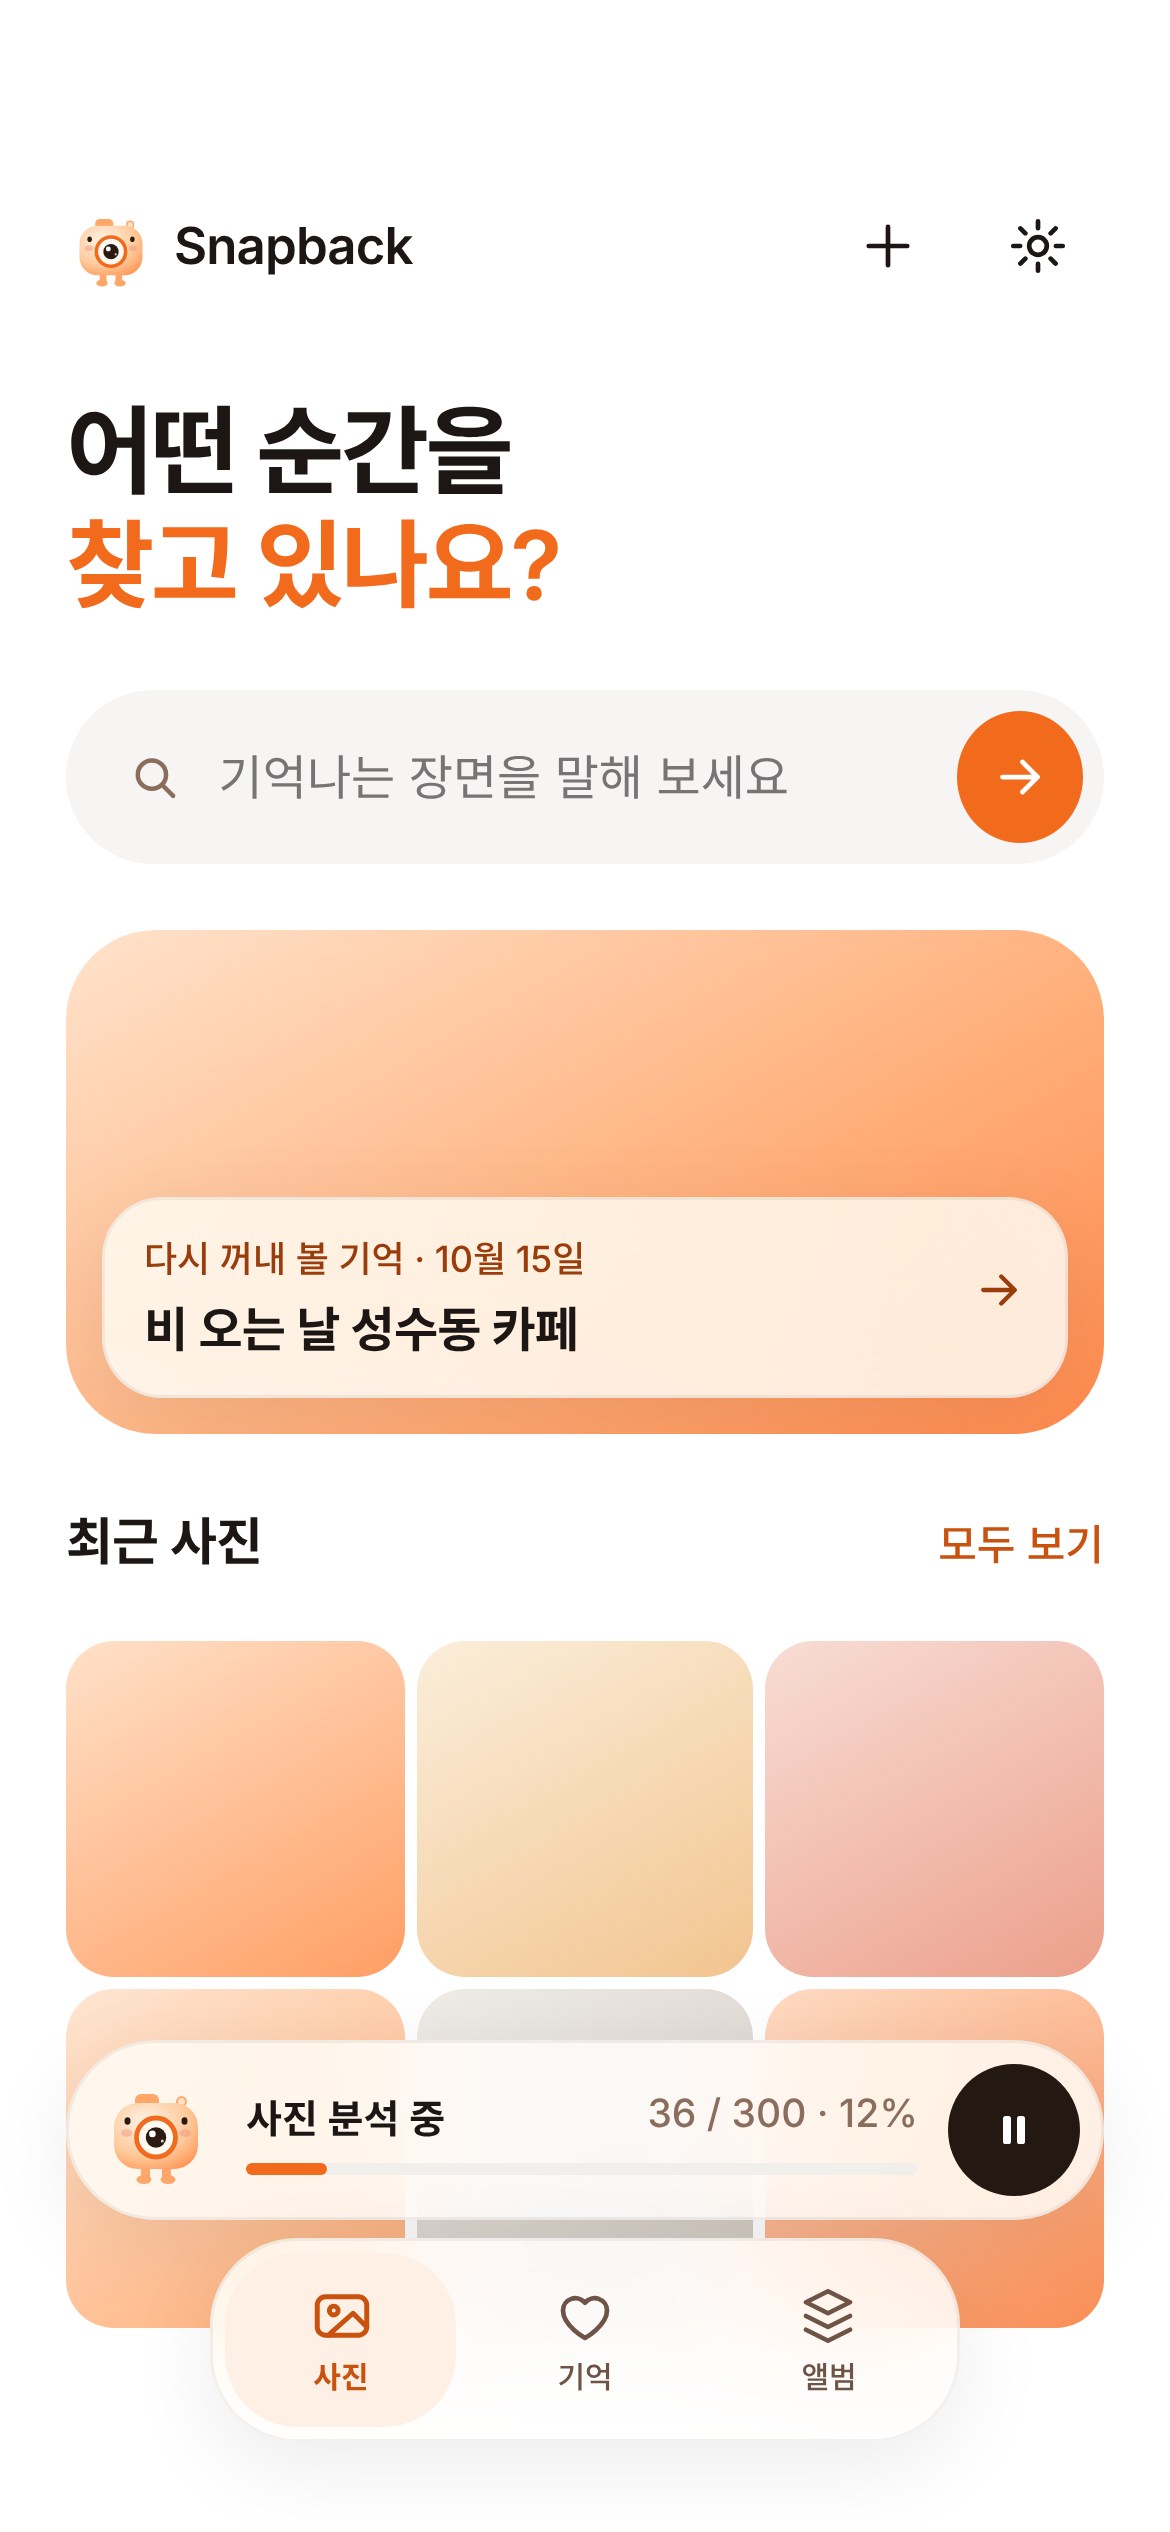 Snapback
어떤 순간을
찾고 있나요?
기억나는 장면을 말해 보세요
다시 꺼내 볼 기억 · 10월 15일
비 오는 날 성수동 카페
최근 사진
모두 보기
사진 분석 중
36 / 300 · 12%
사진
기억
앨범